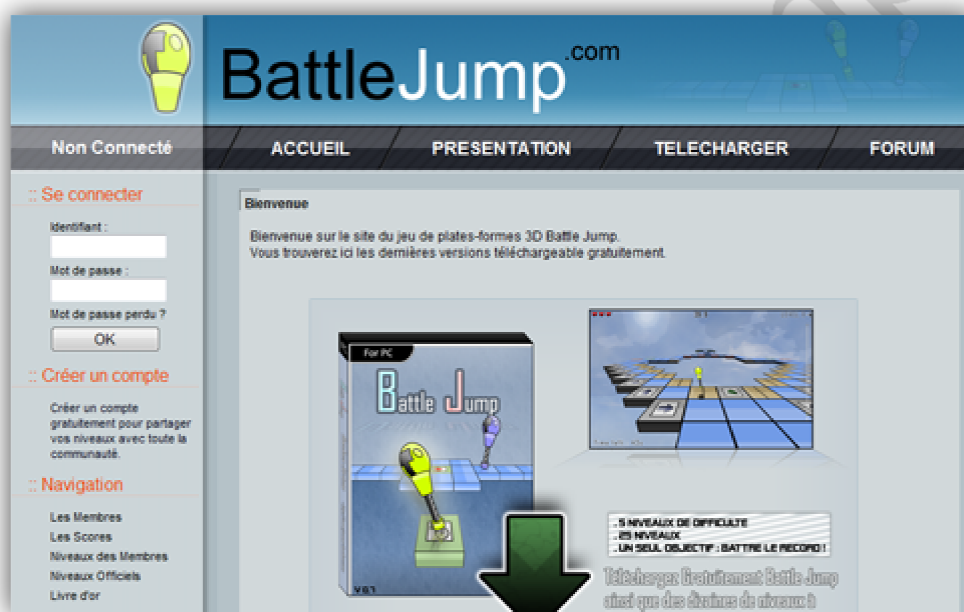 BattleJump.com
Non Connecté
ACCUEIL
PRESENTATION
TELECHARGER
FORUM
:: Se connecter
Identifiant :
Mot de passe :
Mot de passe perdu ?
OK
:: Créer un compte
Créer un compte
gratuitement pour partager
vos niveaux avec toute la
communauté.
:: Navigation
Les Membres
Les Scores
Niveaux des Membres
Niveaux Officiels
Livre d'or
Bienvenue
Bienvenue sur le site du jeu de plates-formes 3D Battle Jump.
Vous trouverez ici les dernières versions téléchargeable gratuitement.
For PC
Battle Jump
V 0.7
. 5 NIVEAUX DE DIFFICULTE
. 25 NIVEAUX
. UN SEUL OBJECTIF : BATTRE LE RECORD !
Téléchargez Gratuitement Battle Jump
ainsi que des dizaines de niveaux à